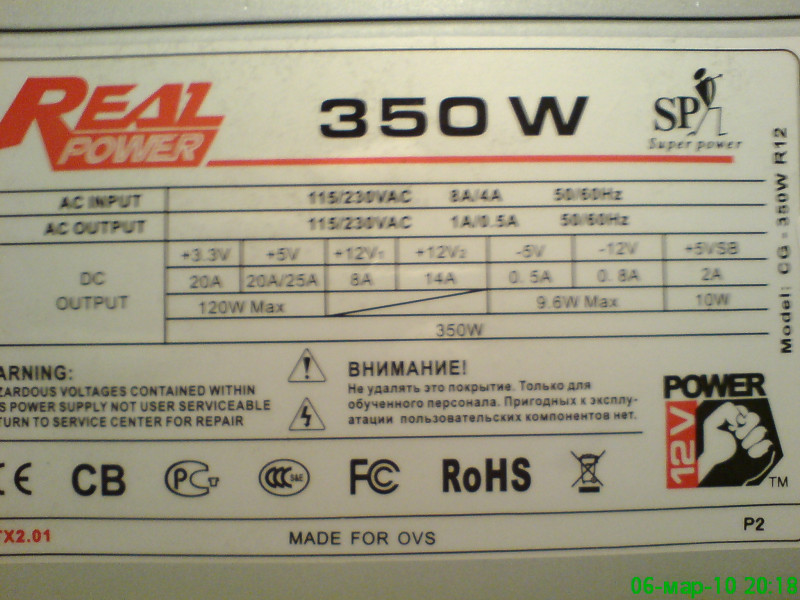 REAL
POWER
350 W
SP
Super power
AC INPUT 115/230VAC 8A/4A 50/60Hz
AC OUTPUT 115/230VAC 1A/0.5A 50/60Hz
DC OUTPUT
+3.3V +5V +12V1 +12V2 -5V -12V +5VSB
20A 20A/25A 8A 14A 0.5A 0.8A 2A
120W Max 9.6W Max 10W
350W
Model: CG - 350W R12
ARNING:
ZARDOUS VOLTAGES CONTAINED WITHIN
S POWER SUPPLY NOT USER SERVICEABLE
TURN TO SERVICE CENTER FOR REPAIR
ВНИМАНИЕ!
Не удалять это покрытие. Только для
обученного персонала. Пригодных к эксплу-
атации пользовательских компонентов нет.
POWER
12V
TM
CE CB PC CCC S&E FC RoHS
TX2.01
MADE FOR OVS
P2
06-мар-10 20:18